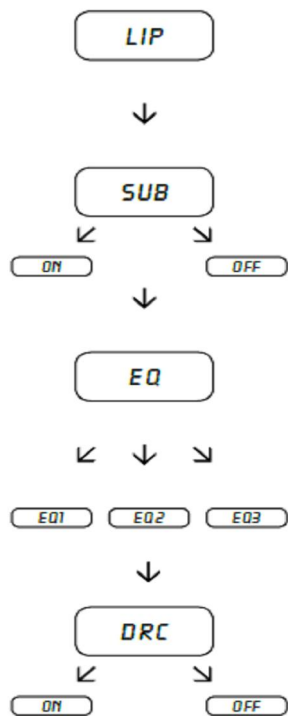 LIP
SUB
ON OFF
EQ
EQ1 EQ2 EQ3
DRC
ON OFF